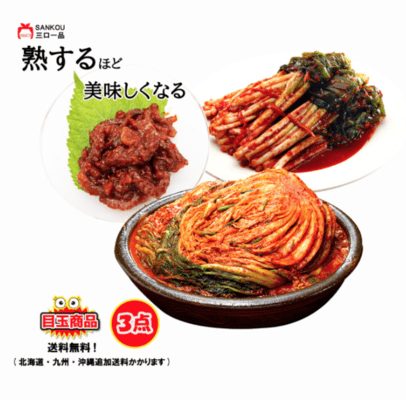 SANKOU
三口一品
熟するほど
美味しくなる
目玉商品
3点
送料無料!
(北海道・九州・沖縄追加送料かかります)